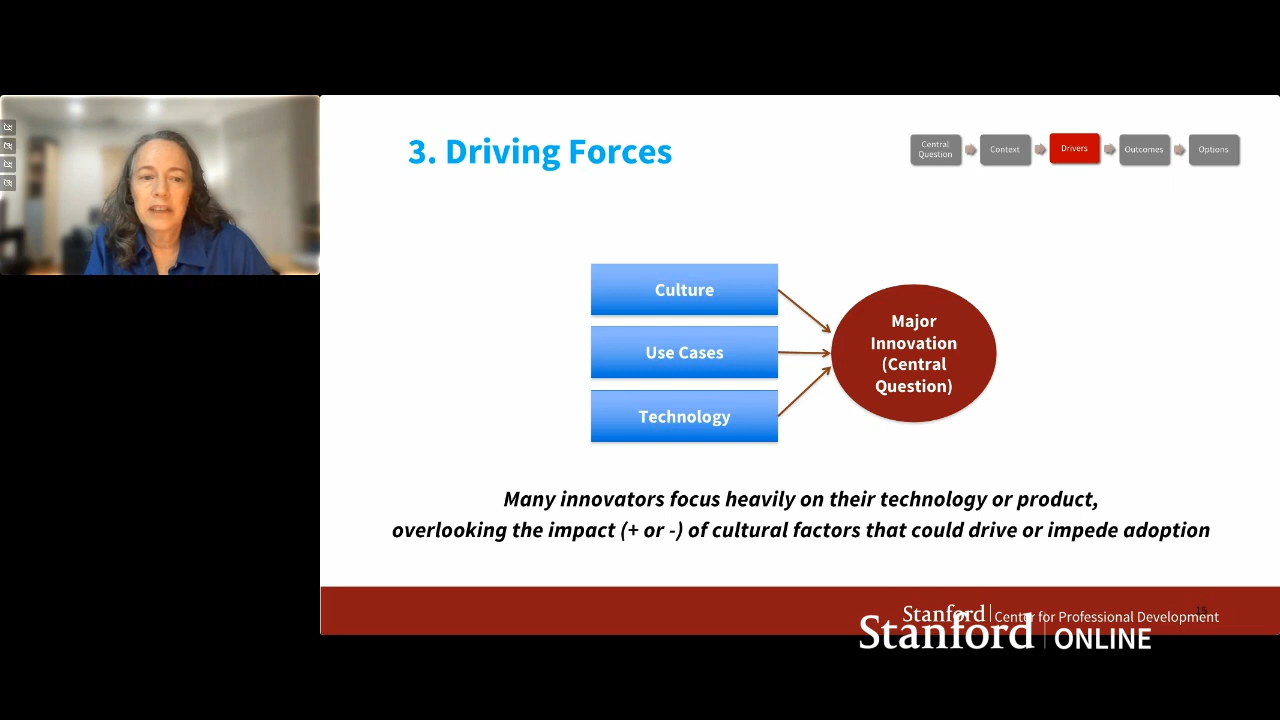 3. Driving Forces
Central
Question
Context
Drivers
Outcomes
Options
Culture
Use Cases
Technology
Major
Innovation
(Central
Question)
Many innovators focus heavily on their technology or product,
overlooking the impact (+ or -) of cultural factors that could drive or impede adoption
15
Stanford Center for Professional Development
Stanford ONLINE